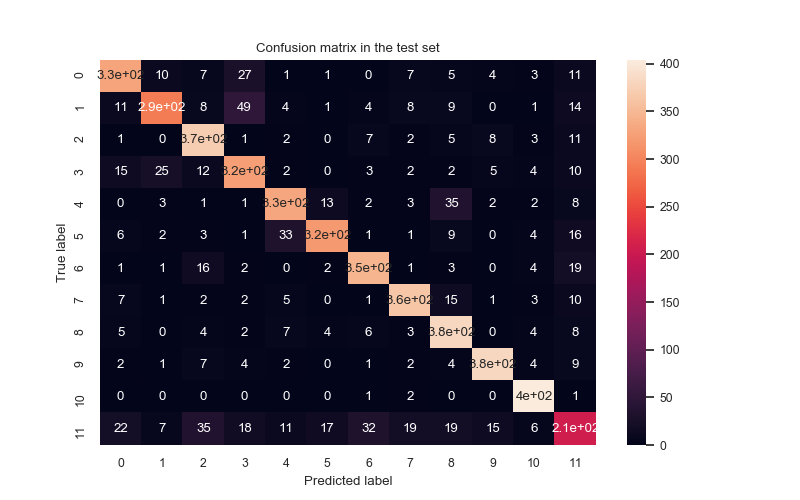 Confusion matrix in the test set
0 3.3e+02 10 7 27 1 1 0 7 5 4 3 11
1 11 2.9e+02 8 49 4 1 4 8 9 0 1 14
2 1 0 3.7e+02 1 2 0 7 2 5 8 3 11
3 15 25 12 3.2e+02 2 0 3 2 2 5 4 10
4 0 3 1 1 3.3e+02 13 2 3 35 2 2 8
5 6 2 3 1 33 3.2e+02 1 1 9 0 4 16
6 1 1 16 2 0 2 3.5e+02 1 3 0 4 19
7 7 1 2 2 5 0 1 3.6e+02 15 1 3 10
8 5 0 4 2 7 4 6 3 3.8e+02 0 4 8
9 2 1 7 4 2 0 1 2 4 3.8e+02 4 9
10 0 0 0 0 0 0 1 2 0 0 4e+02 1
11 22 7 35 18 11 17 32 19 19 15 6 2.1e+02
0 1 2 3 4 5 6 7 8 9 10 11
Predicted label
True label
400
350
300
250
200
150
100
50
0